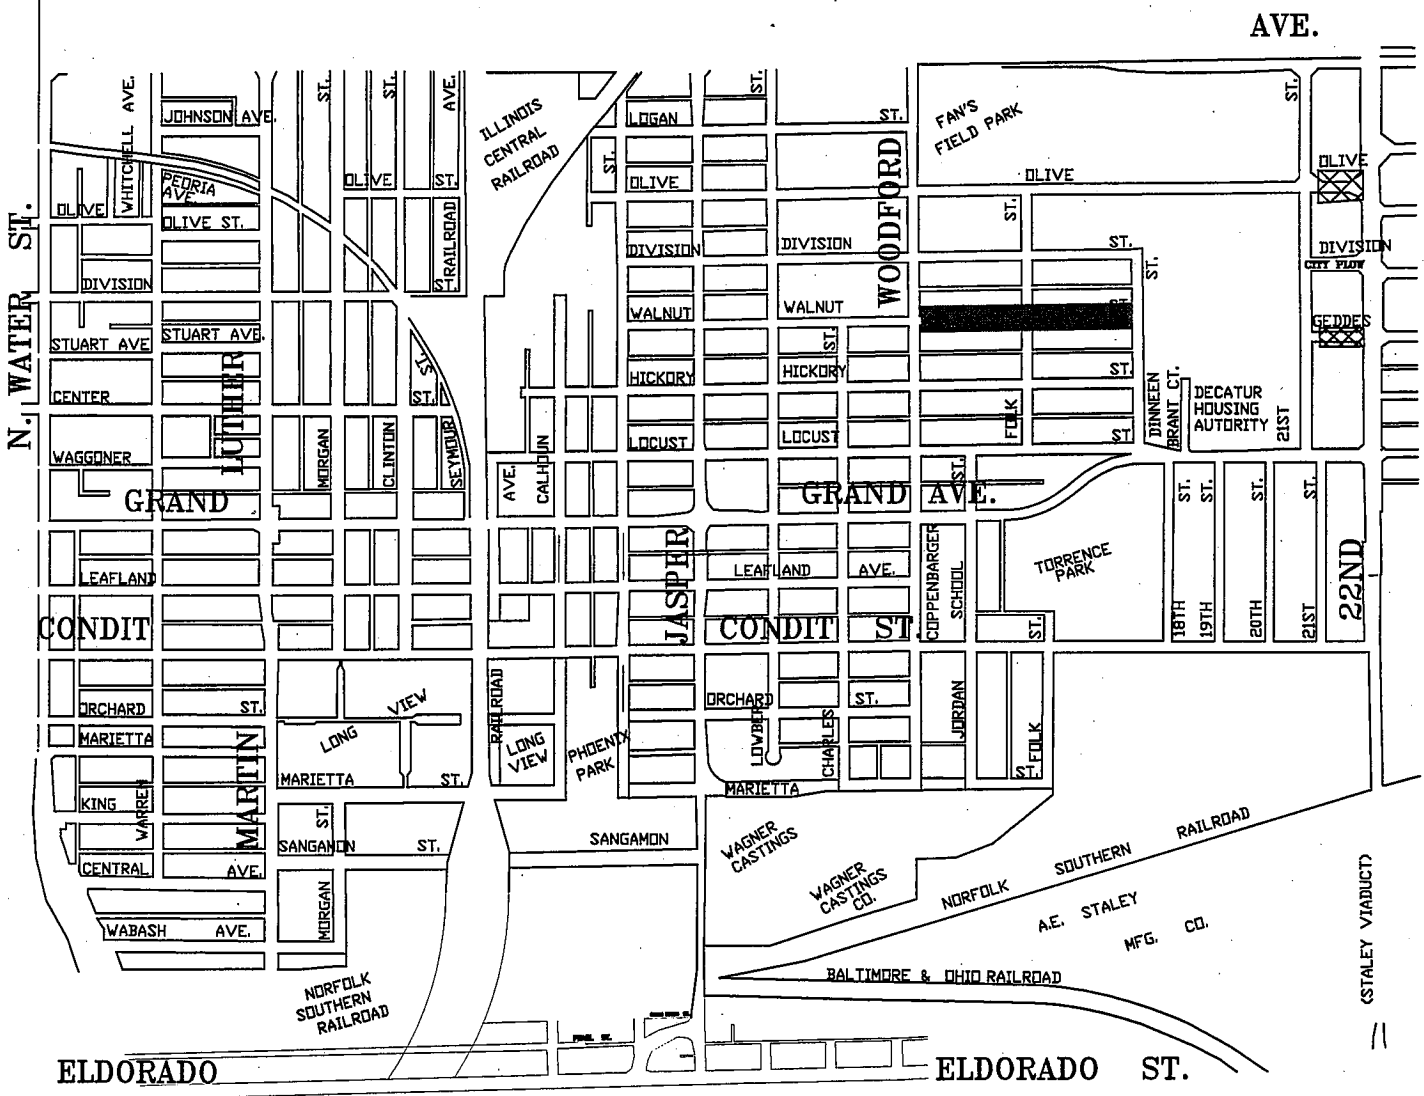 AVE.
WHITCHELL AVE.
JOHNSON AVE.
ST.
ST.
AVE.
ILLINOIS
CENTRAL
RAILROAD
ST.
LOGAN
ST.
ST.
FAN'S
FIELD PARK
ST.
PEORIA
AVE.
OLIVE
ST.
OLIVE
OLIVE
OLIVE
OLIVE
OLIVE ST.
WOODFORD
ST.
N. WATER ST.
RAILROAD
ST.
DIVISION
DIVISION
DIVISION
ST.
DIVISION
CITY PLOW
ST.
WALNUT
WALNUT
ST.
GEDDES
STUART AVE
STUART AVE.
ST.
LUTHER
ST.
HICKORY
HICKORY
ST.
CENTER
ST.
DINNEEN
BRANT CT.
DECATUR
HOUSING
AUTORITY
21ST
FOLK
WAGGONER
MORGAN
CLINTON
SEYMOUR
LOCUST
LOCUST
ST
AVE.
CALHOUN
ST.
GRAND
GRAND AVE.
ST.
ST.
ST.
ST.
LEAFLAND
JASPER
LEAFLAND
AVE.
COPPENBARGER
SCHOOL
TORRENCE
PARK
18TH
19TH
20TH
21ST
22ND
CONDIT
CONDIT ST.
ST.
ORCHARD
ST.
LONG
VIEW
RAILROAD
LONG
VIEW
PHOENIX
PARK
ORCHARD
ST.
LOWBER
CHARLES
JORDAN
FOLK
ST.
MARIETTA
MARTIN
MARIETTA
ST.
MARIETTA
KING
WARREN
ST.
SANGAMON
ST.
SANGAMON
WAGNER
CASTINGS
RAILROAD
SOUTHERN
NORFOLK
CENTRAL
AVE.
WAGNER
CASTINGS
CO.
MORGAN
A.E. STALEY
MFG. CO.
WABASH
AVE.
(STALEY VIADUCT)
NORFOLK
SOUTHERN
RAILROAD
BALTIMORE & OHIO RAILROAD
ELDORADO
ELDORADO ST.